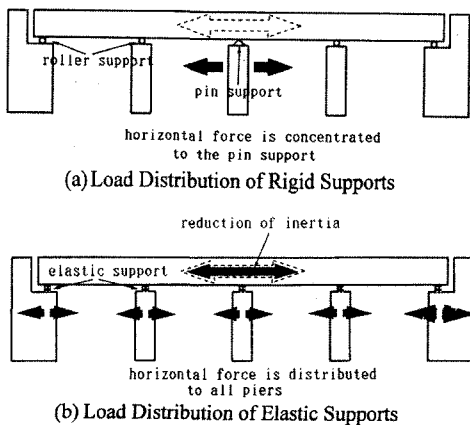 roller support
pin support
horizontal force is concentrated
to the pin support
(a) Load Distribution of Rigid Supports
reduction of inertia
elastic support
horizontal force is distributed
to all piers
(b) Load Distribution of Elastic Supports